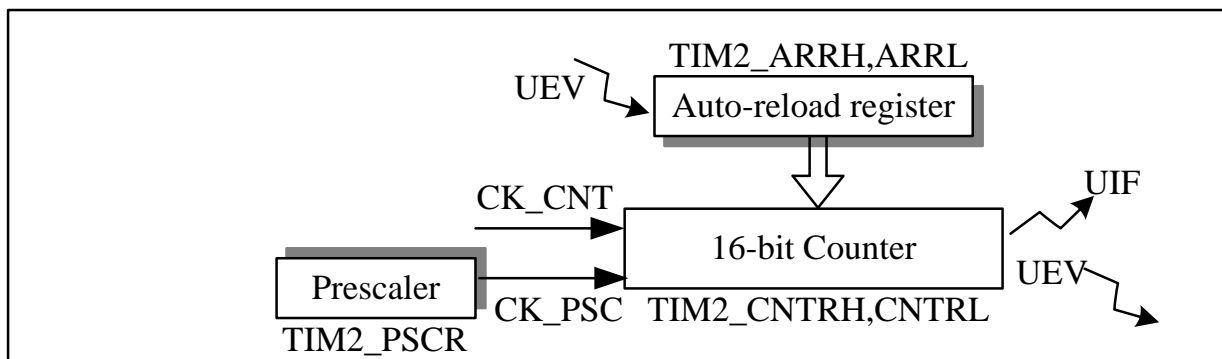 TIM2_ARRH,ARRL
UEV
Auto-reload register
CK_CNT
UIF
16-bit Counter
UEV
Prescaler
CK_PSC
TIM2_CNTRH,CNTRL
TIM2_PSCR